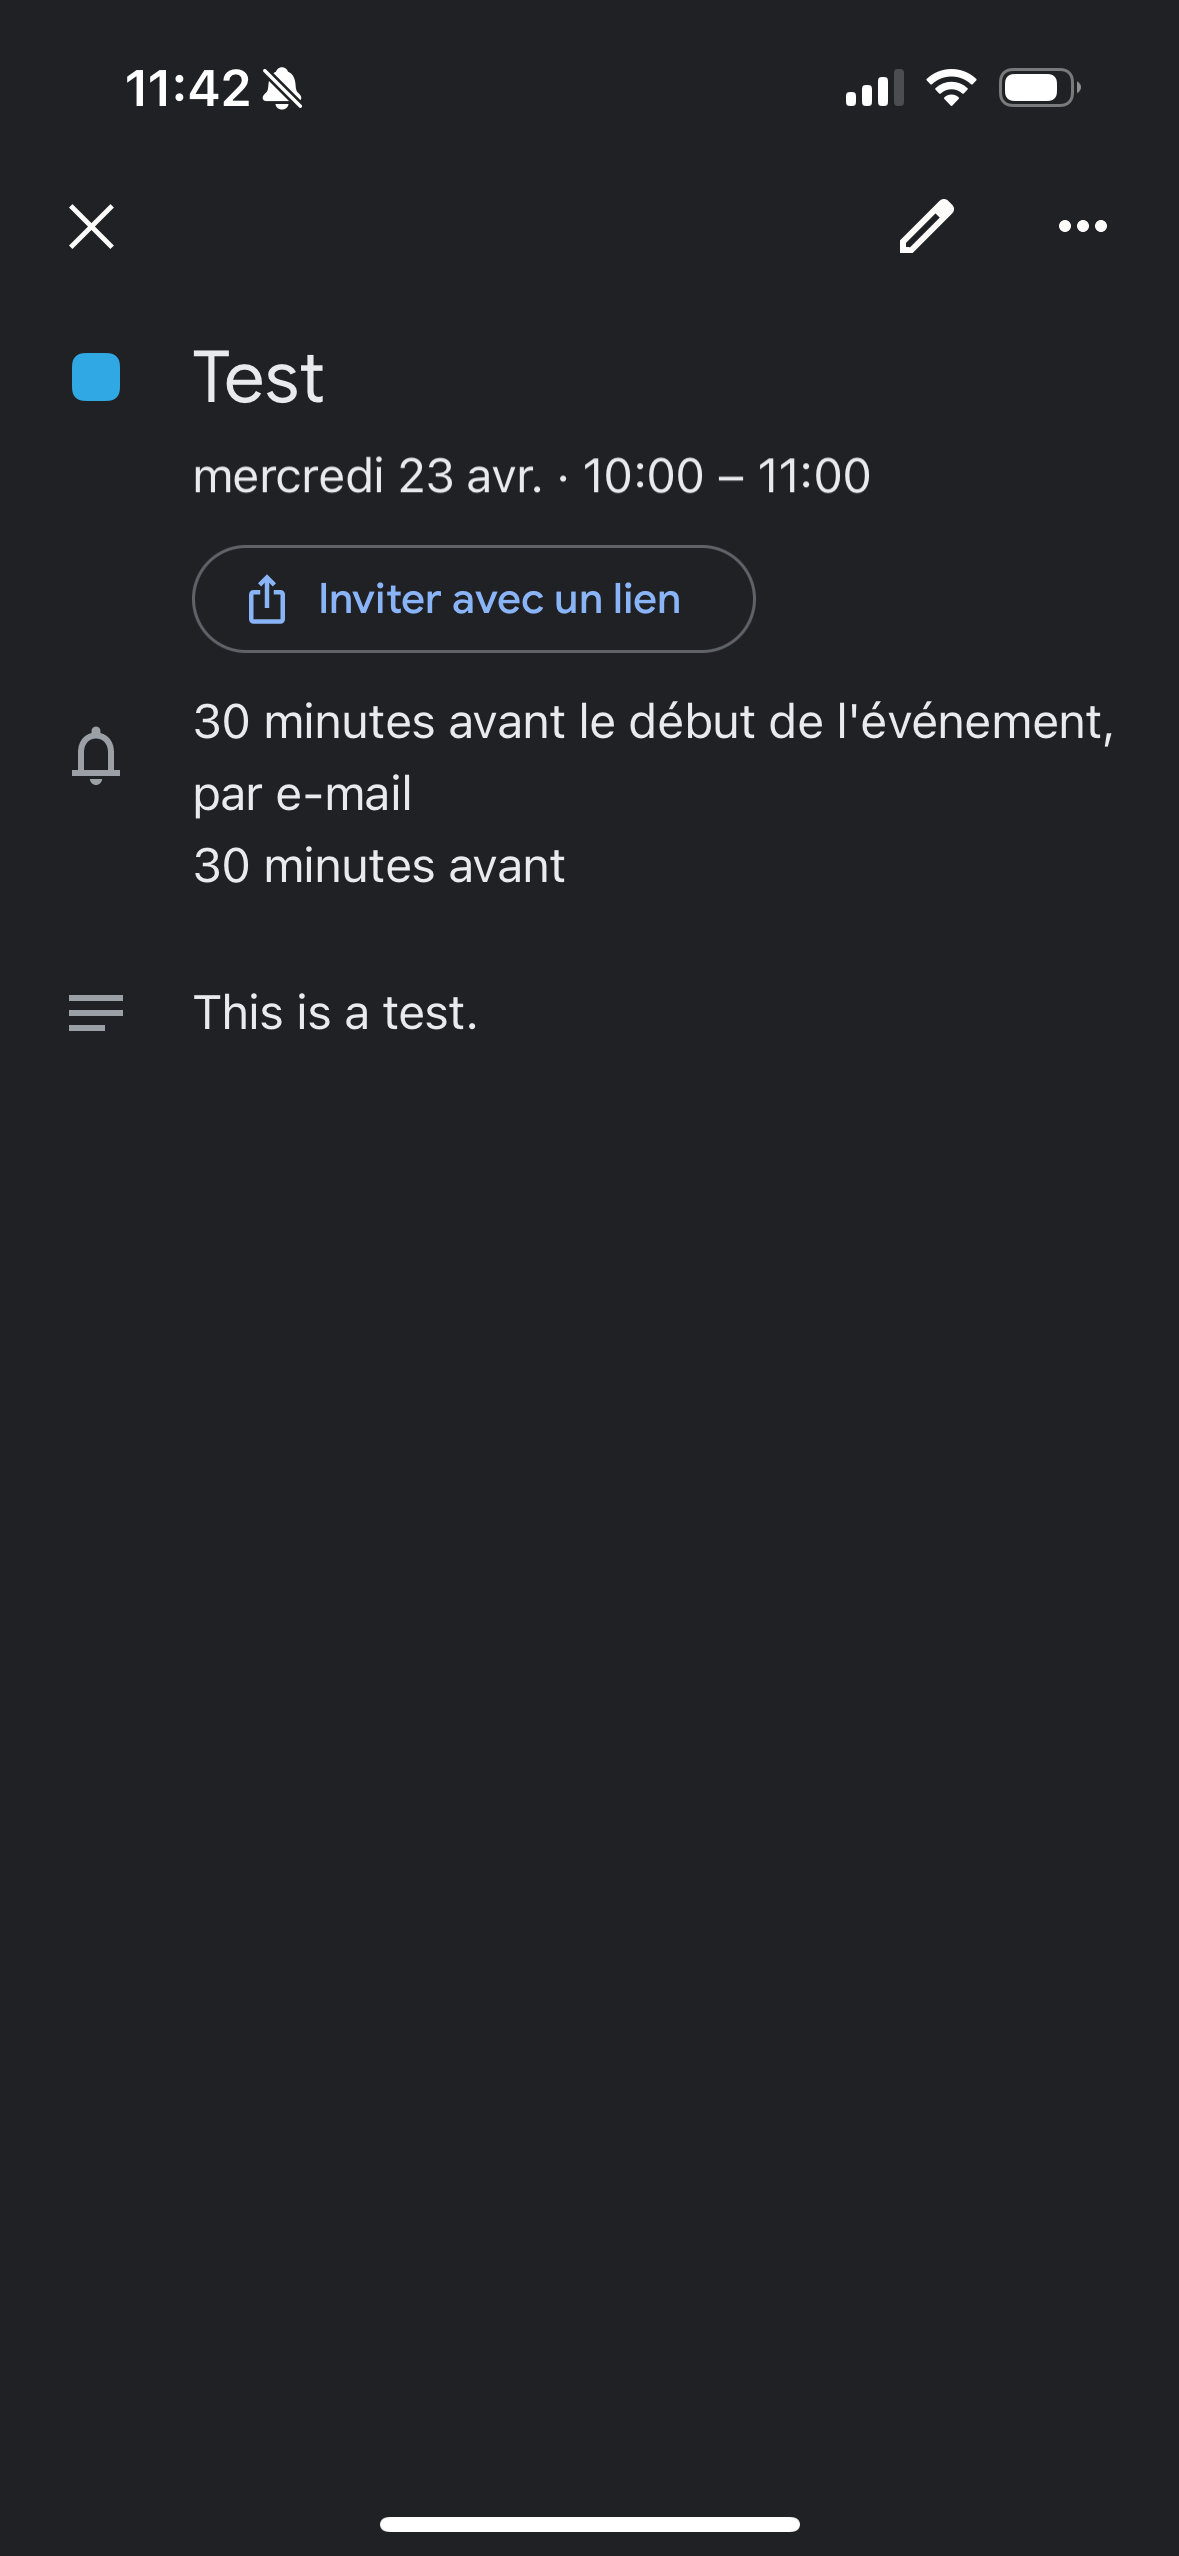 11:42
Test
mercredi 23 avr. · 10:00 – 11:00
Inviter avec un lien
30 minutes avant le début de l'événement,
par e-mail
30 minutes avant
This is a test.